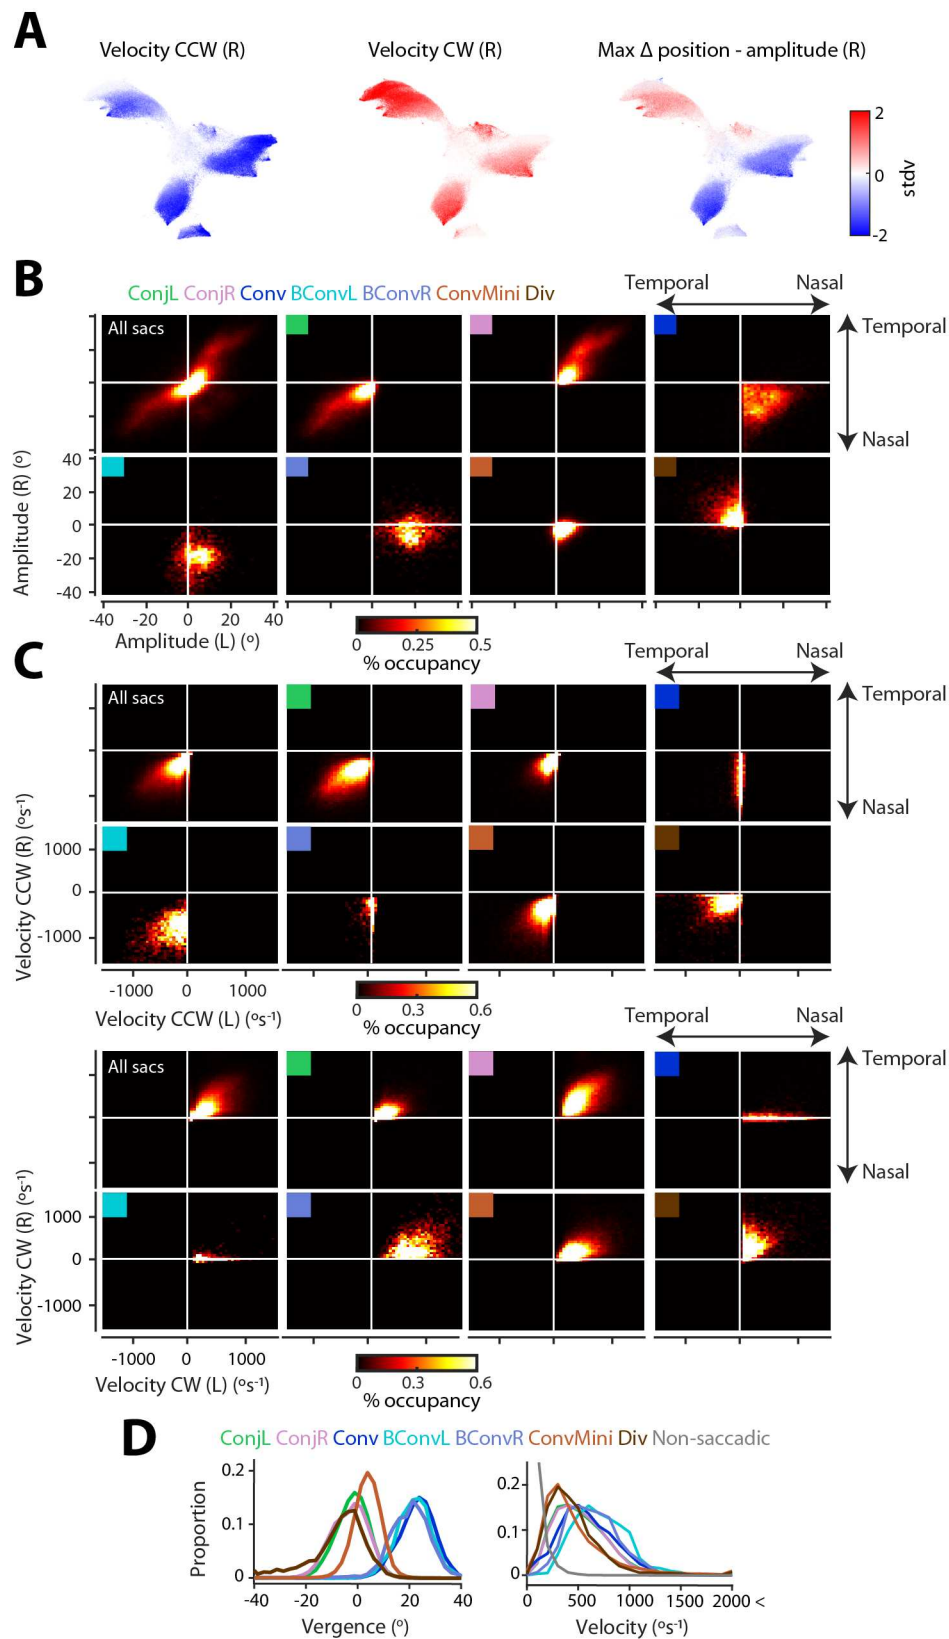 A
Velocity CCW (R)
Velocity CW (R)
Max Δ position - amplitude (R)
2
0
-2
stdv
B
ConjL ConjR Conv BConvL BConvR ConvMini Div
Temporal
Nasal
All sacs
Temporal
Nasal
Amplitude (R) (º)
40
20
0
-20
-40
-40 -20 0 20 40
Amplitude (L) (º)
0 0.25 0.5
% occupancy
C
Temporal
Nasal
All sacs
Temporal
Nasal
Velocity CCW (R) (ºs⁻¹)
1000
0
-1000
-1000 0 1000
Velocity CCW (L) (ºs⁻¹)
0 0.3 0.6
% occupancy
Temporal
Nasal
All sacs
Temporal
Nasal
Velocity CW (R) (ºs⁻¹)
1000
0
-1000
-1000 0 1000
Velocity CW (L) (ºs⁻¹)
0 0.3 0.6
% occupancy
D
ConjL ConjR Conv BConvL BConvR ConvMini Div Non-saccadic
Proportion
0.2
0.1
0
-40 -20 0 20 40
Vergence (º)
0.2
0.1
0
0 500 1000 1500 2000 <
Velocity (ºs⁻¹)